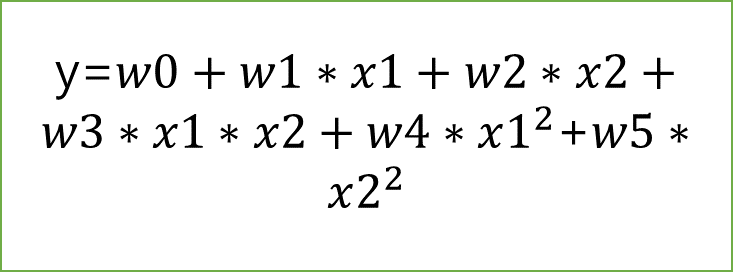 y=w0 + w1 * x1 + w2 * x2 +
w3 * x1 * x2 + w4 * x1²+w5 *
x2²